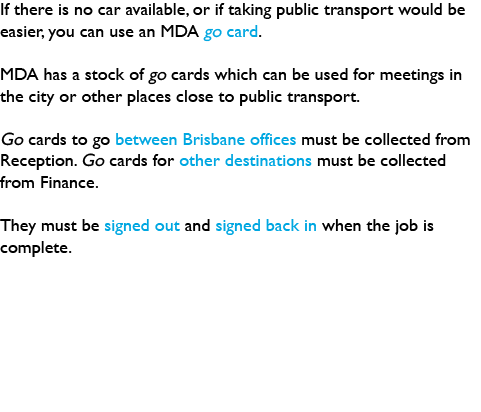 If there is no car available, or if taking public transport would be
easier, you can use an MDA go card.
MDA has a stock of go cards which can be used for meetings in
the city or other places close to public transport.
Go cards to go between Brisbane offices must be collected from
Reception. Go cards for other destinations must be collected
from Finance.
They must be signed out and signed back in when the job is
complete.